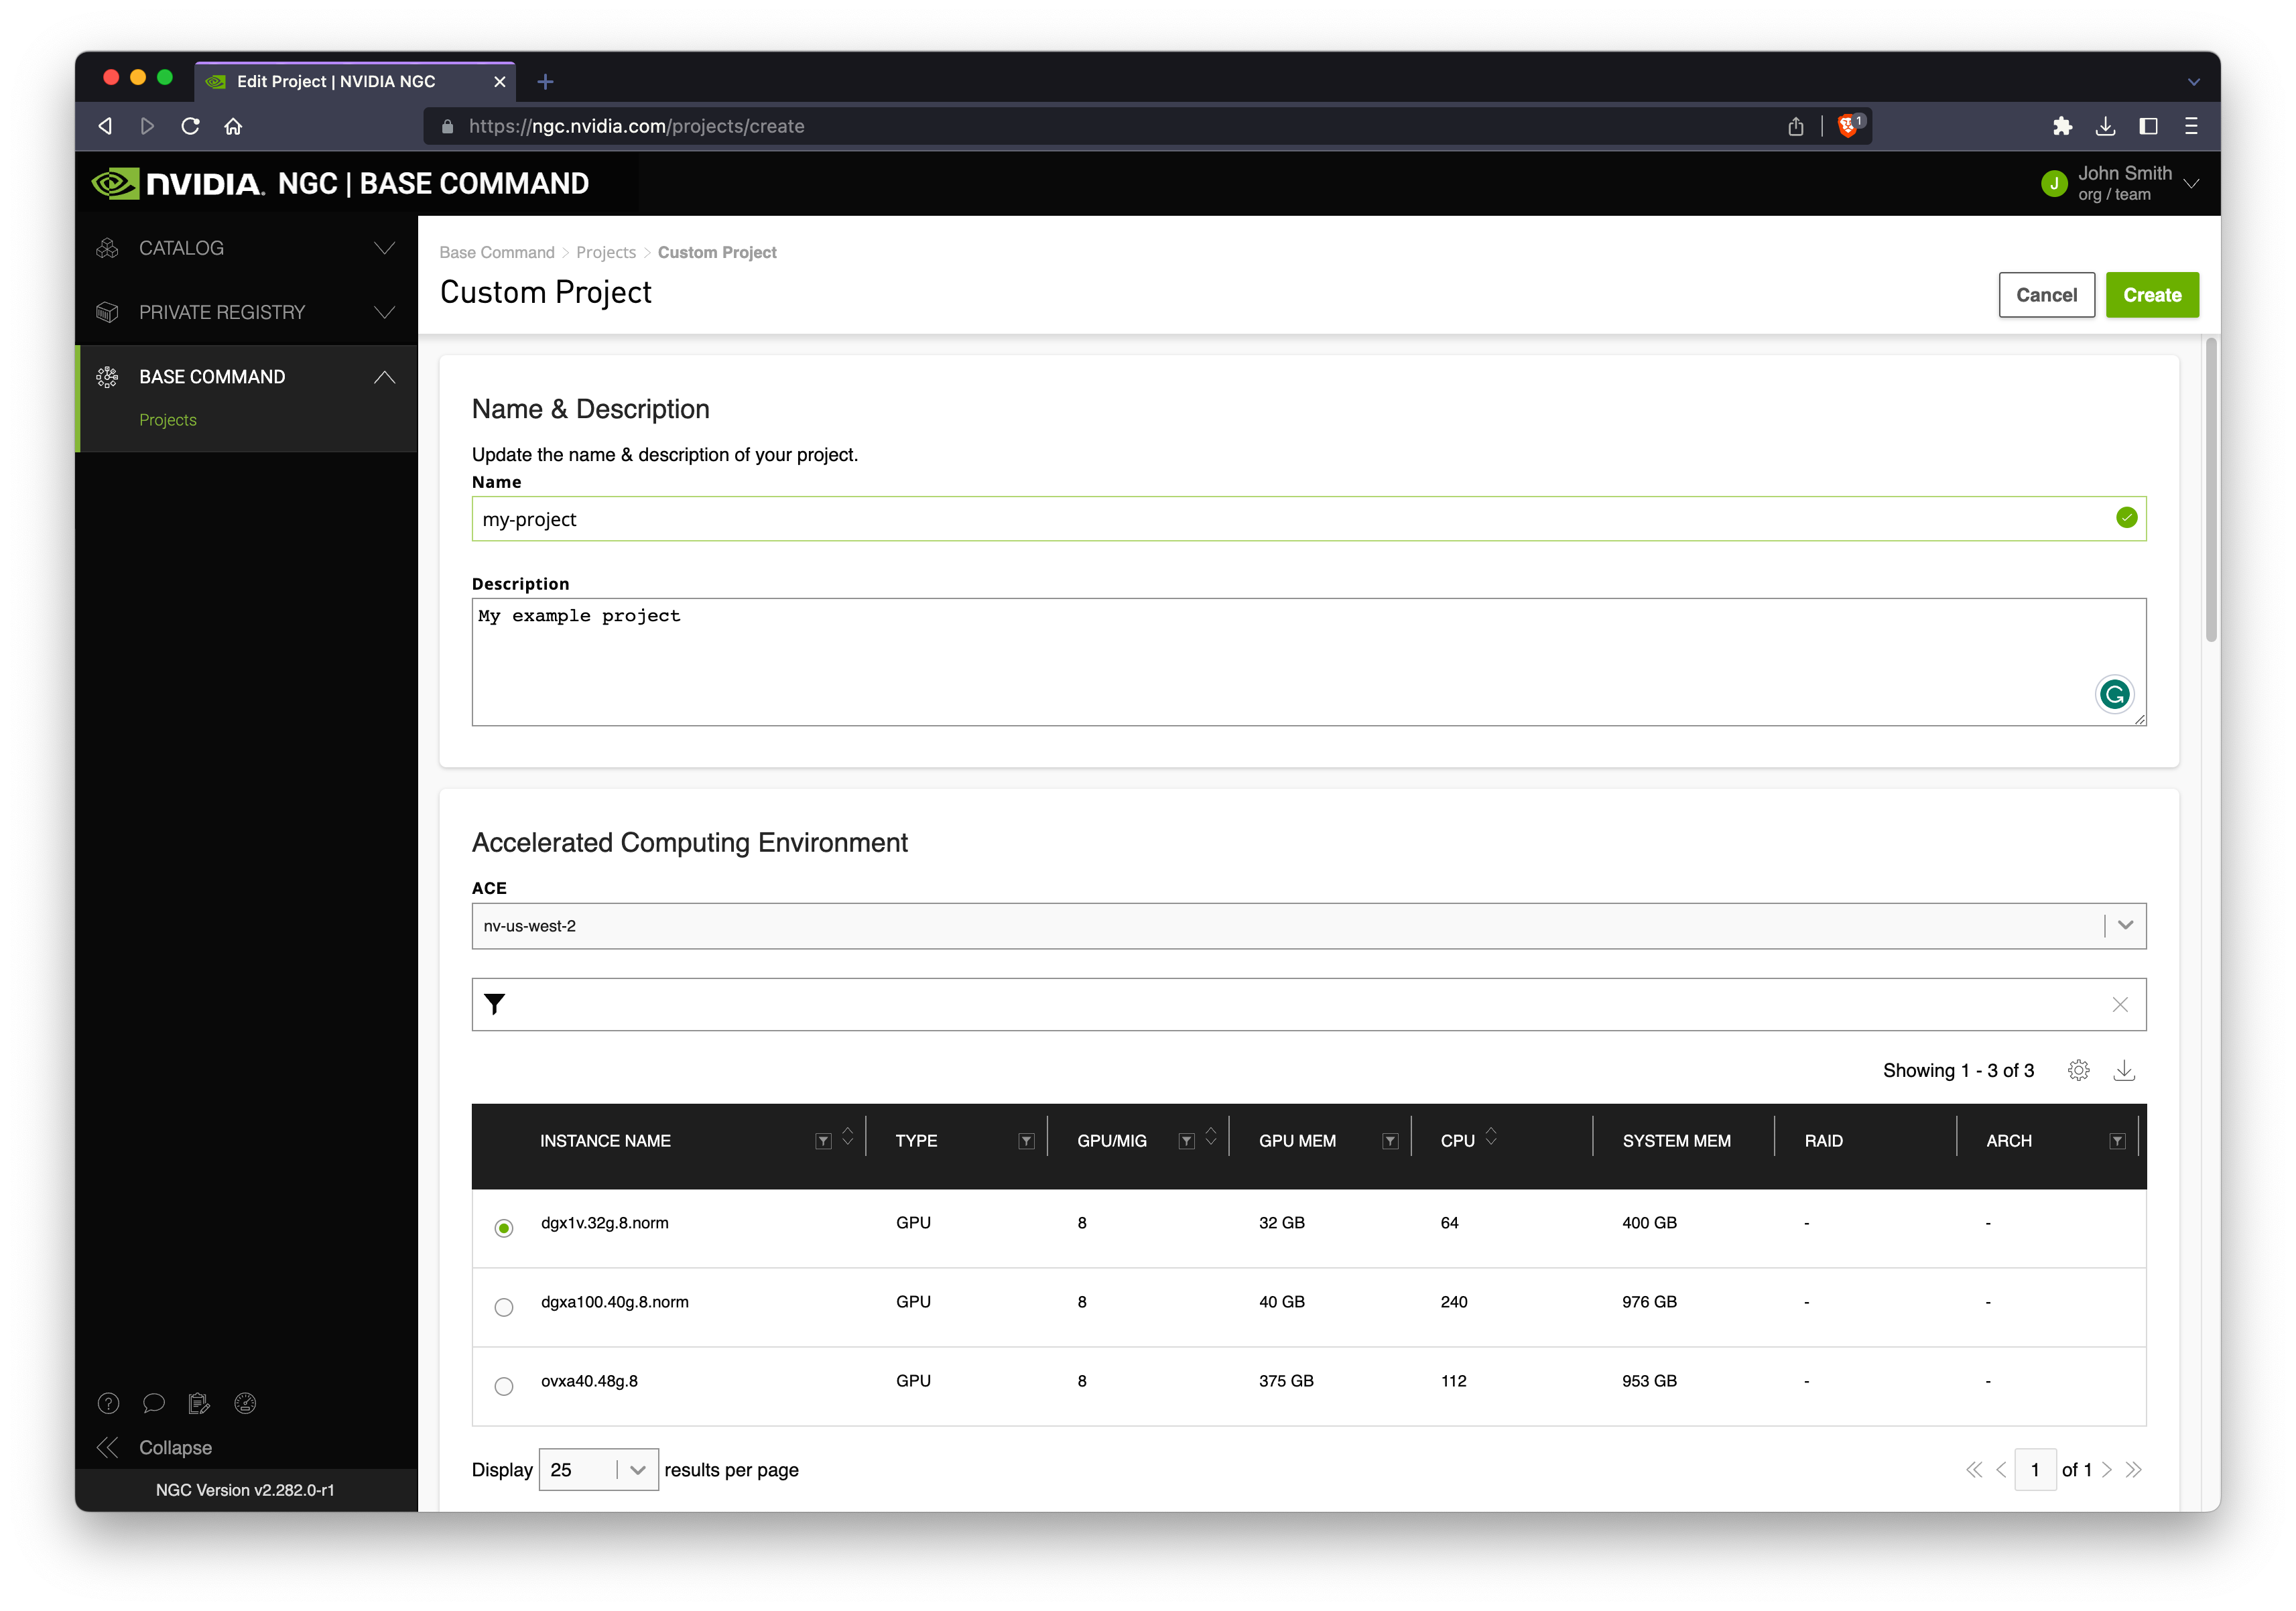 Edit Project | NVIDIA NGC
https://ngc.nvidia.com/projects/create
1
NVIDIA. NGC | BASE COMMAND
J
John Smith
org / team
CATALOG
PRIVATE REGISTRY
BASE COMMAND
Projects
Base Command > Projects > Custom Project
Custom Project
Cancel
Create
Name & Description
Update the name & description of your project.
Name
my-project
Description
My example project
Accelerated Computing Environment
ACE
nv-us-west-2
Showing 1 - 3 of 3
INSTANCE NAME TYPE GPU/MIG GPU MEM CPU SYSTEM MEM RAID ARCH
dgx1v.32g.8.norm GPU 8 32 GB 64 400 GB - -
dgxa100.40g.8.norm GPU 8 40 GB 240 976 GB - -
ovxa40.48g.8 GPU 8 375 GB 112 953 GB - -
Display 25 results per page
1 of 1
Collapse
NGC Version v2.282.0-r1